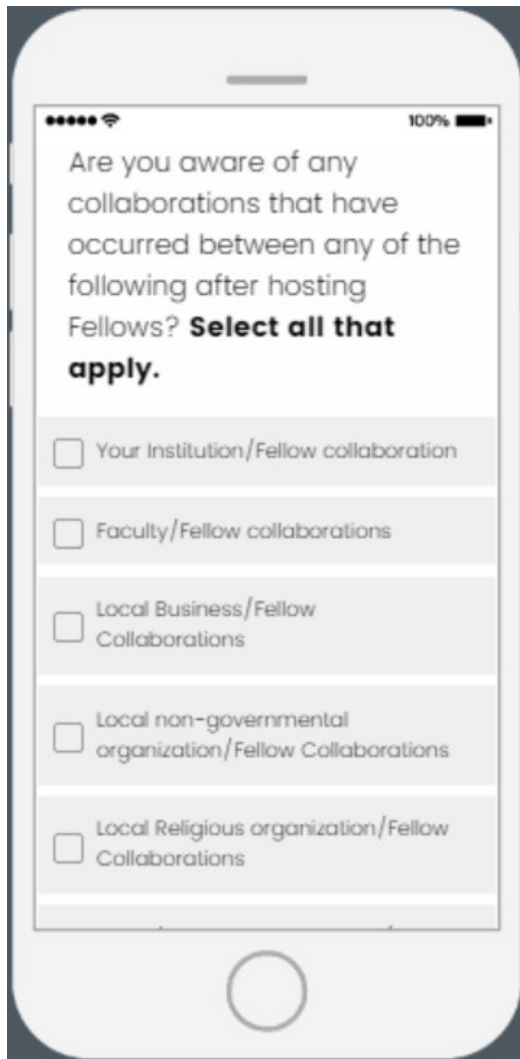 100%
Are you aware of any
collaborations that have
occurred between any of the
following after hosting
Fellows? Select all that
apply.
Your Institution/Fellow collaboration
Faculty/Fellow collaborations
Local Business/Fellow
Collaborations
Local non-governmental
organization/Fellow Collaborations
Local Religious organization/Fellow
Collaborations